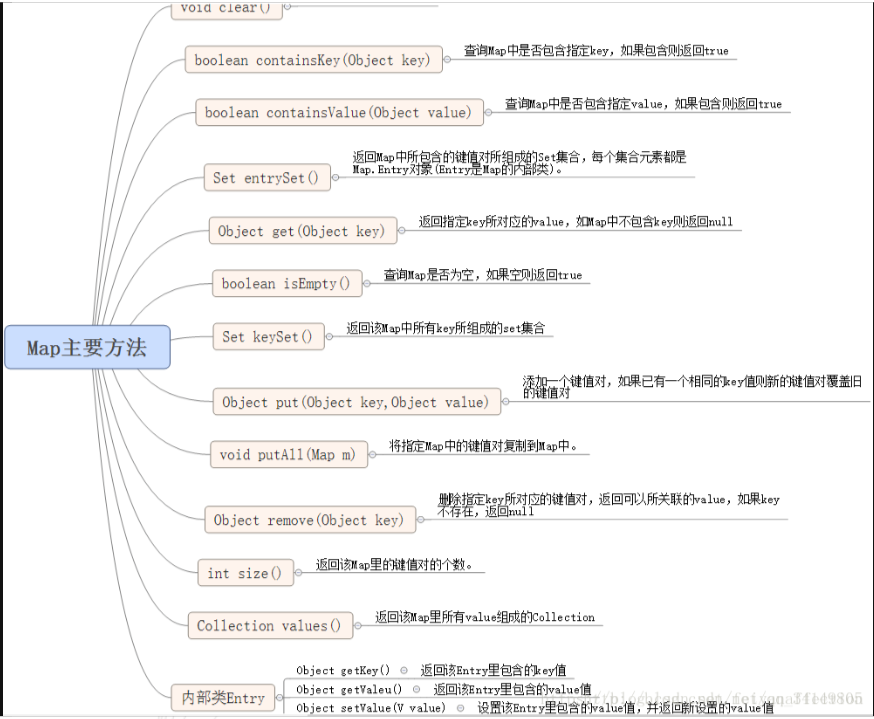 void clear()
boolean containsKey(Object key)
查询Map中是否包含指定key，如果包含则返回true
boolean containsValue(Object value)
查询Map中是否包含指定value，如果包含则返回true
Set entrySet()
返回Map中所包含的键值对所组成的Set集合，每个集合元素都是
Map.Entry对象(Entry是Map的内部类)。
Object get(Object key)
返回指定key所对应的value，如Map中不包含key则返回null
boolean isEmpty()
查询Map是否为空，如果空则返回true
Map主要方法
Set keySet()
返回该Map中所有key所组成的set集合
Object put(Object key,Object value)
添加一个键值对，如果已有一个相同的key值则新的键值对覆盖旧
的键值对
void putAll(Map m)
将指定Map中的键值对复制到Map中。
Object remove(Object key)
删除指定key所对应的键值对，返回可以所关联的value，如果key
不存在，返回null
int size()
返回该Map里的键值对的个数。
Collection values()
返回该Map里所有value组成的Collection
内部类Entry
Object getKey() 返回该Entry里包含的key值
Object getValeu() 返回该Entry里包含的value值
Object setValue(V value) 设置该Entry里包含的value值，并返回新设置的value值